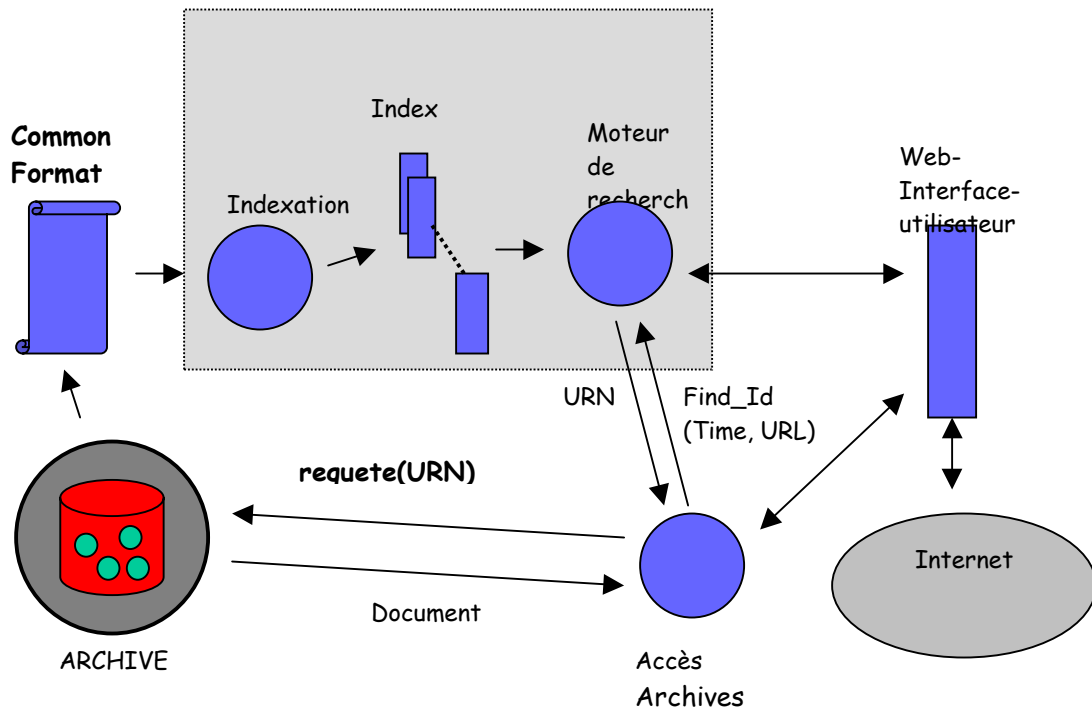 Common
Format
Indexation
Index
Moteur
de
recherch
Web-
Interface-
utilisateur
URN
Find_Id
(Time, URL)
requete(URN)
Document
ARCHIVE
Accès
Archives
Internet